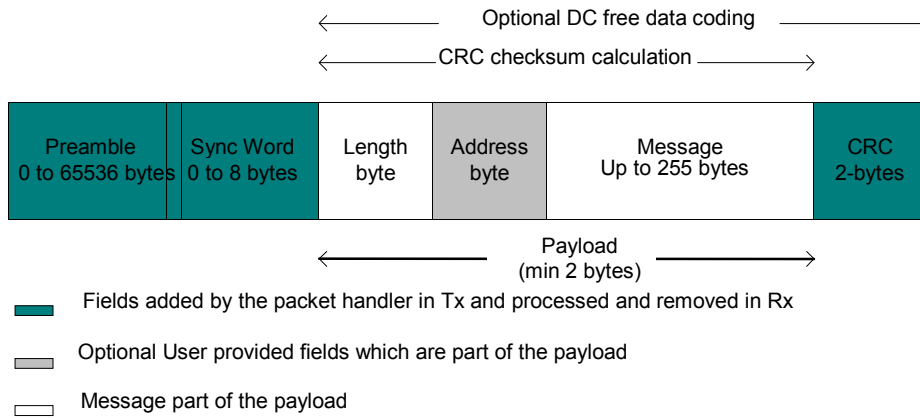 Optional DC free data coding
CRC checksum calculation
Preamble
0 to 65536 bytes
Sync Word
0 to 8 bytes
Length
byte
Address
byte
Message
Up to 255 bytes
CRC
2-bytes
Payload
(min 2 bytes)
Fields added by the packet handler in Tx and processed and removed in Rx
Optional User provided fields which are part of the payload
Message part of the payload